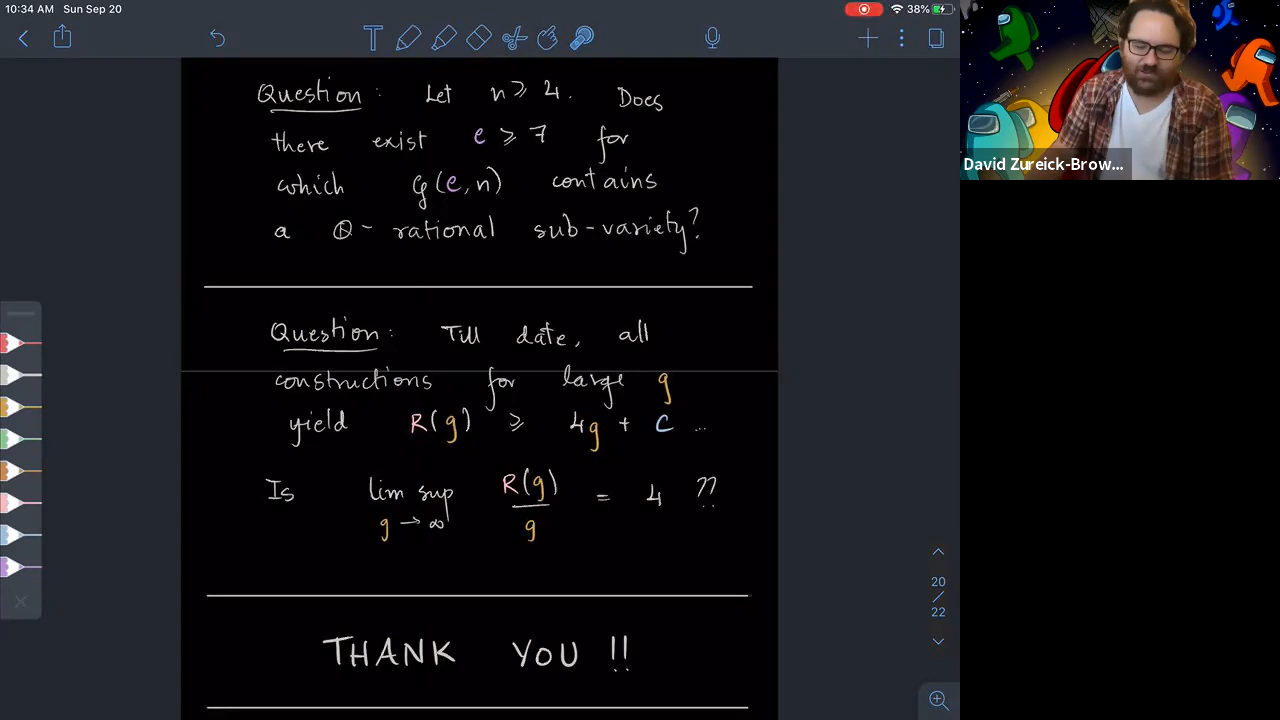 10:34 AM Sun Sep 20
38%
David Zureick-Brow...
Question: Let n ⩾ 4. Does
there exist e ⩾ 7 for
which g(e, n) contains
a Q- rational sub-variety?
Question: Till date, all
constructions for large g
yield R(g) ⩾ 4g + C ...
Is lim sup R(g)/g = 4 ??
g → ∞
THANK YOU !!
20
/
22